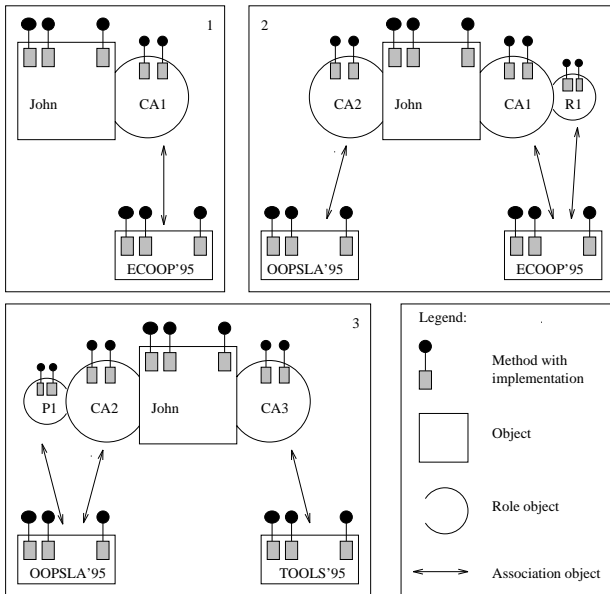 1
John
CA1
ECOOP'95
2
CA2
John
CA1
R1
OOPSLA'95
ECOOP'95
3
P1
CA2
John
CA3
OOPSLA'95
TOOLS'95
Legend:
Method with
implementation
Object
Role object
Association object